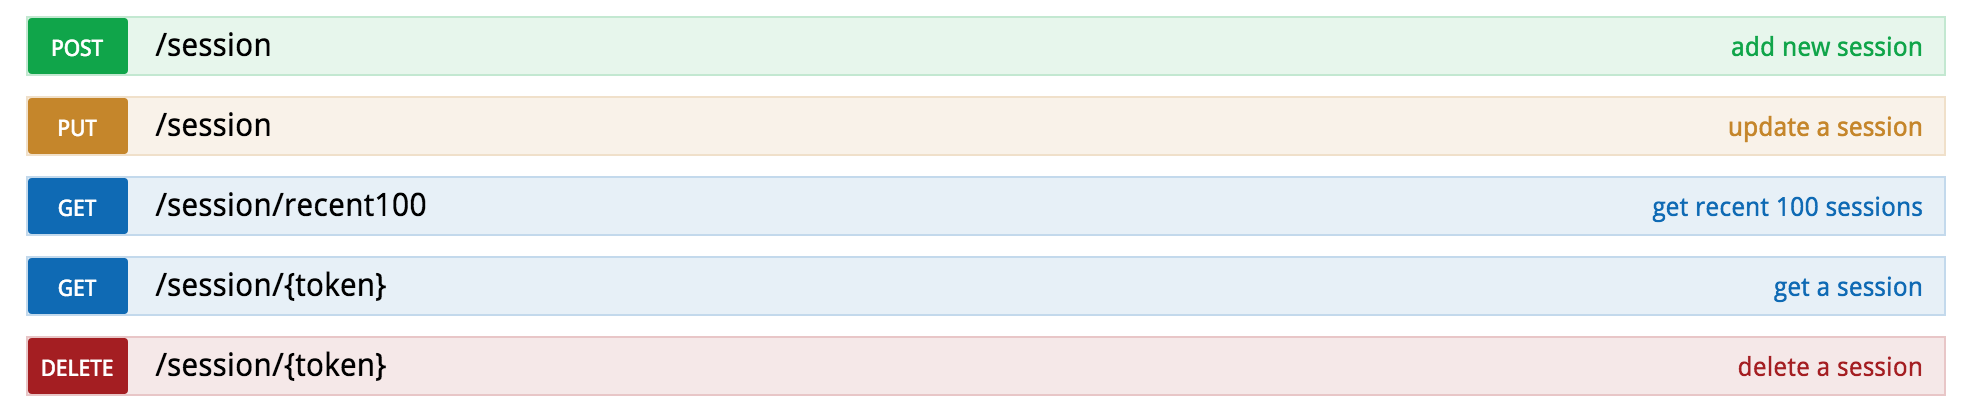 POST /session add new session
PUT /session update a session
GET /session/recent100 get recent 100 sessions
GET /session/{token} get a session
DELETE /session/{token} delete a session